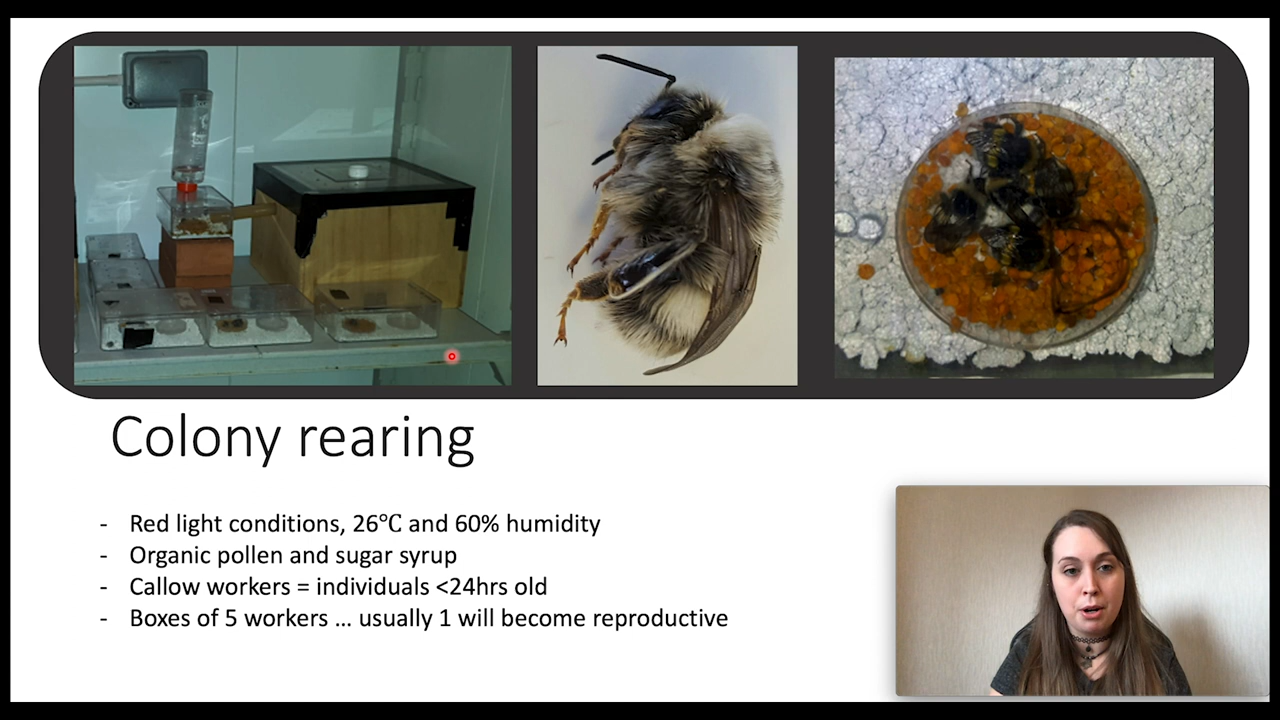 Colony rearing
- Red light conditions, 26℃ and 60% humidity
- Organic pollen and sugar syrup
- Callow workers = individuals <24hrs old
- Boxes of 5 workers … usually 1 will become reproductive